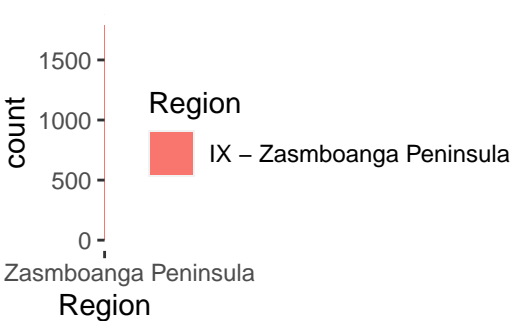 count
1500
1000
500
0
Zasmboanga Peninsula
Region
Region
IX – Zasmboanga Peninsula